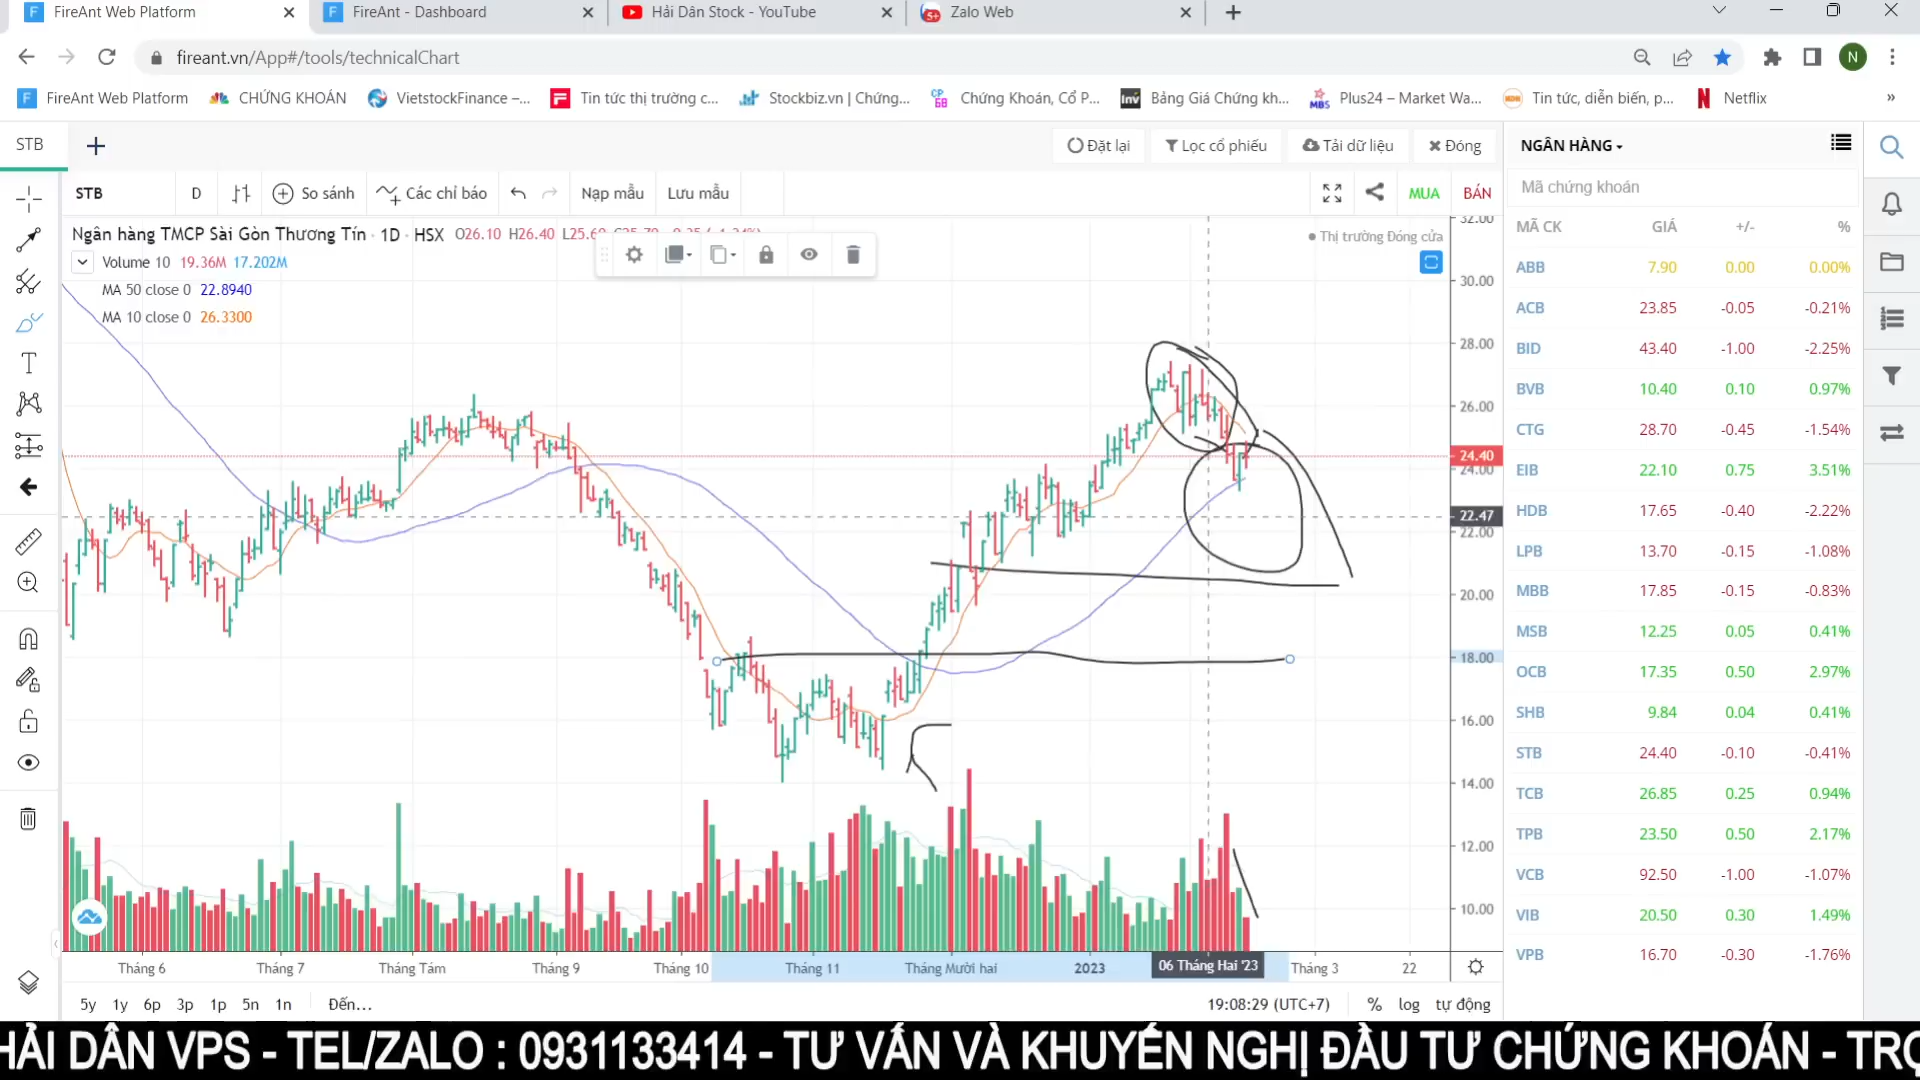 FireAnt Web Platform
FireAnt - Dashboard
Hải Dân Stock - YouTube
Zalo Web
fireant.vn/App#/tools/technicalChart
N
FireAnt Web Platform
CHỨNG KHOÁN
VietstockFinance –...
Tin tức thị trường c...
Stockbiz.vn | Chứng...
Chứng Khoán, Cổ P...
Bảng Giá Chứng kh...
Plus24 – Market Wa...
Tin tức, diễn biến, p...
Netflix
»
STB
Đặt lại
Lọc cổ phiếu
Tải dữ liệu
Đóng
NGÂN HÀNG
STB
D
So sánh
Các chỉ báo
Nạp mẫu
Lưu mẫu
MUA
BÁN
Mã chứng khoán
Ngân hàng TMCP Sài Gòn Thương Tín · 1D · HSX O26.10 H26.40
Thị trường Đóng cửa
Volume 10 19.36M 17.202M
MA 50 close 0 22.8940
MA 10 close 0 26.3300
32.00
30.00
28.00
26.00
24.40
24.00
22.47
22.00
20.00
18.00
16.00
14.00
12.00
10.00
MÃ CK GIÁ +/- %
ABB 7.90 0.00 0.00%
ACB 23.85 -0.05 -0.21%
BID 43.40 -1.00 -2.25%
BVB 10.40 0.10 0.97%
CTG 28.70 -0.45 -1.54%
EIB 22.10 0.75 3.51%
HDB 17.65 -0.40 -2.22%
LPB 13.70 -0.15 -1.08%
MBB 17.85 -0.15 -0.83%
MSB 12.25 0.05 0.41%
OCB 17.35 0.50 2.97%
SHB 9.84 0.04 0.41%
STB 24.40 -0.10 -0.41%
TCB 26.85 0.25 0.94%
TPB 23.50 0.50 2.17%
VCB 92.50 -1.00 -1.07%
VIB 20.50 0.30 1.49%
VPB 16.70 -0.30 -1.76%
Tháng 6
Tháng 7
Tháng Tám
Tháng 9
Tháng 10
Tháng 11
Tháng Mười hai
2023
06 Tháng Hai '23
Tháng 3
22
5y 1y 6p 3p 1p 5n 1n Đến...
19:08:29 (UTC+7) % log tự động
HẢI DÂN VPS - TEL/ZALO : 0931133414 - TƯ VẤN VÀ KHUYẾN NGHỊ ĐẦU TƯ CHỨNG KHOÁN -